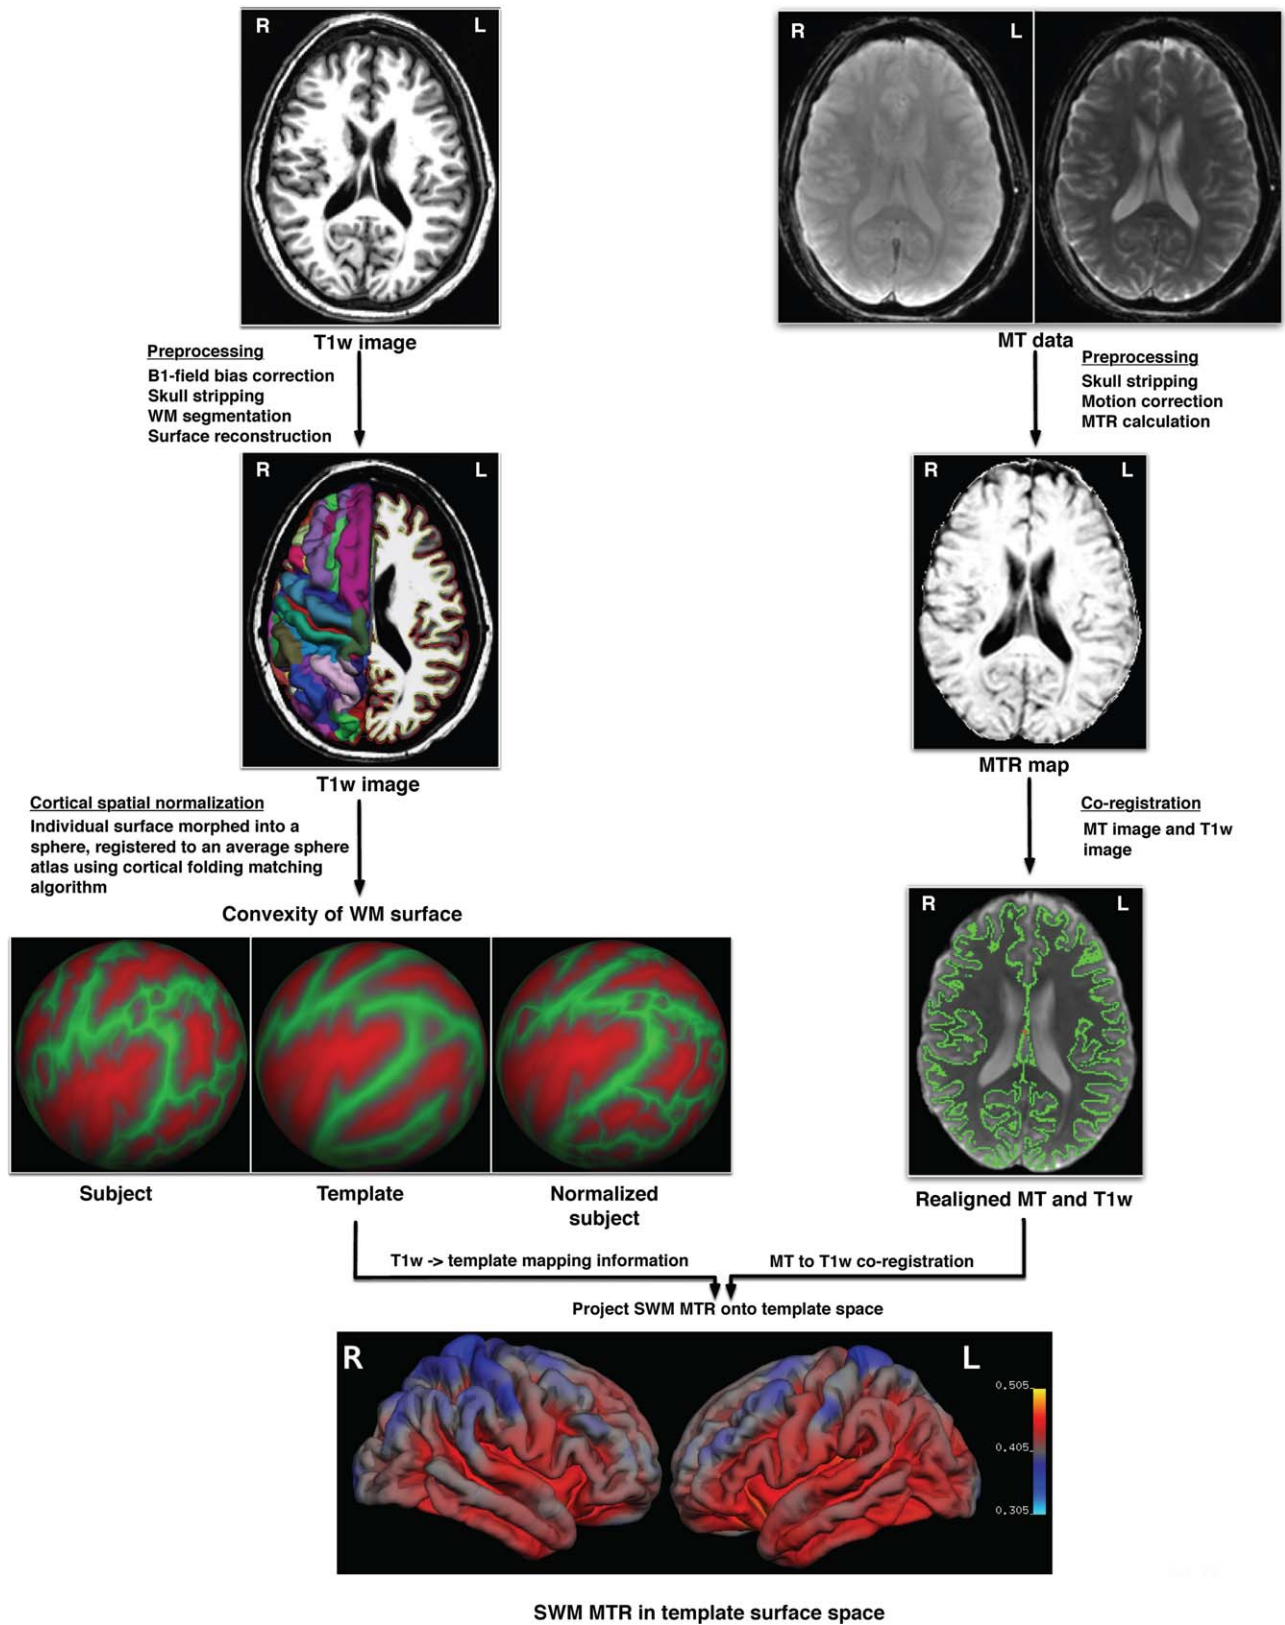 R L
T1w image
Preprocessing
B1-field bias correction
Skull stripping
WM segmentation
Surface reconstruction
R L
T1w image
Cortical spatial normalization
Individual surface morphed into a
sphere, registered to an average sphere
atlas using cortical folding matching
algorithm
Convexity of WM surface
Subject
Template
Normalized
subject
R L
MT data
Preprocessing
Skull stripping
Motion correction
MTR calculation
R L
MTR map
Co-registration
MT image and T1w
image
R L
Realigned MT and T1w
T1w -> template mapping information
MT to T1w co-registration
Project SWM MTR onto template space
R L
0.505
0.405
0.305
SWM MTR in template surface space